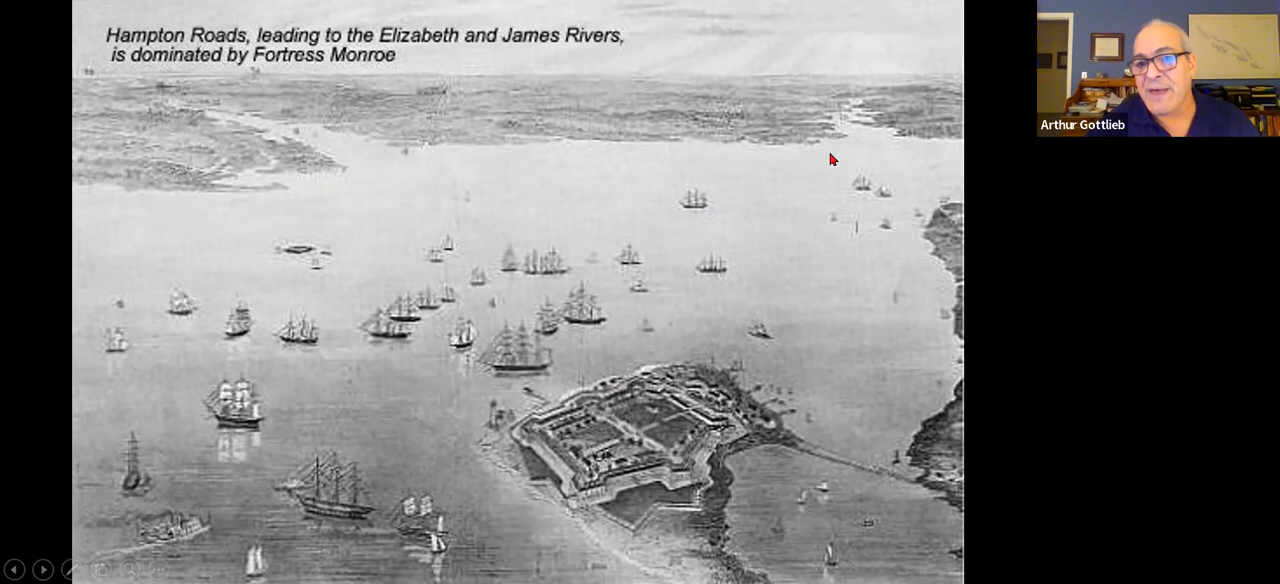 Hampton Roads, leading to the Elizabeth and James Rivers,
is dominated by Fortress Monroe
Arthur Gottlieb